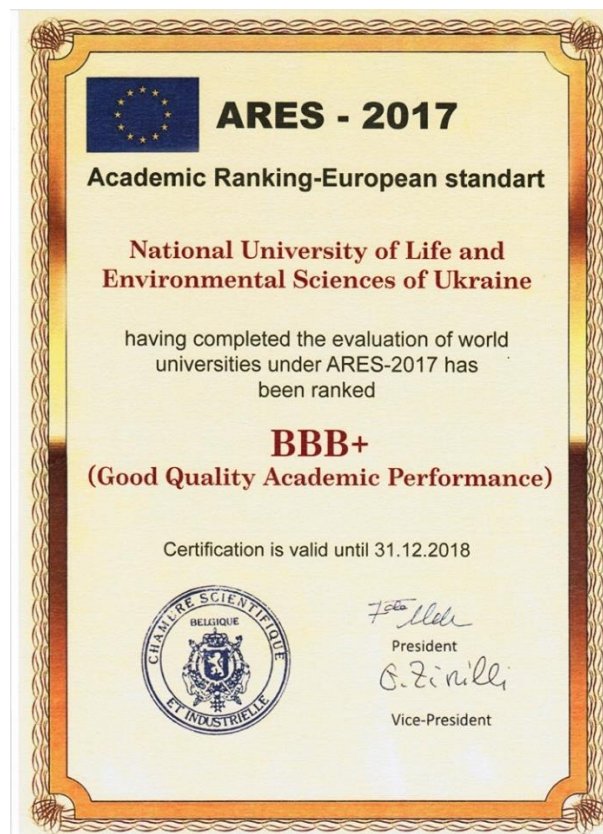 ARES - 2017
Academic Ranking-European standart
National University of Life and
Environmental Sciences of Ukraine
having completed the evaluation of world
universities under ARES-2017 has
been ranked
BBB+
(Good Quality Academic Performance)
Certification is valid until 31.12.2018
CHAMBRE SCIENTIFIQUE
BELGIQUE
ET INDUSTRIELLE
President
Vice-President